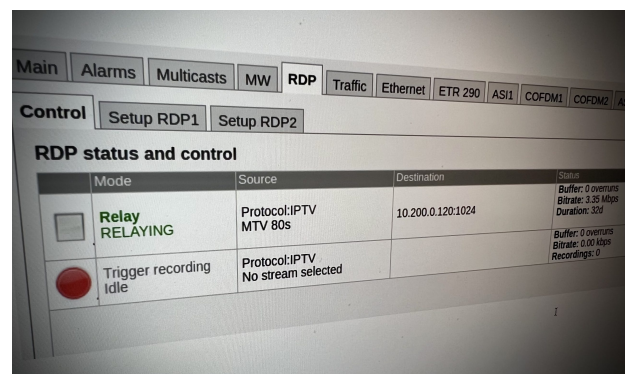 Main Alarms Multicasts MW RDP Traffic Ethernet ETR 290 ASI1 COFDM1 COFDM2
Control Setup RDP1 Setup RDP2
RDP status and control
Mode Source Destination Status
Relay
RELAYING
Protocol:IPTV
MTV 80s
10.200.0.120:1024
Buffer: 0 overruns
Bitrate: 3.35 Mbps
Duration: 32d
Trigger recording
Idle
Protocol:IPTV
No stream selected
Buffer: 0 overruns
Bitrate: 0.00 kbps
Recordings: 0